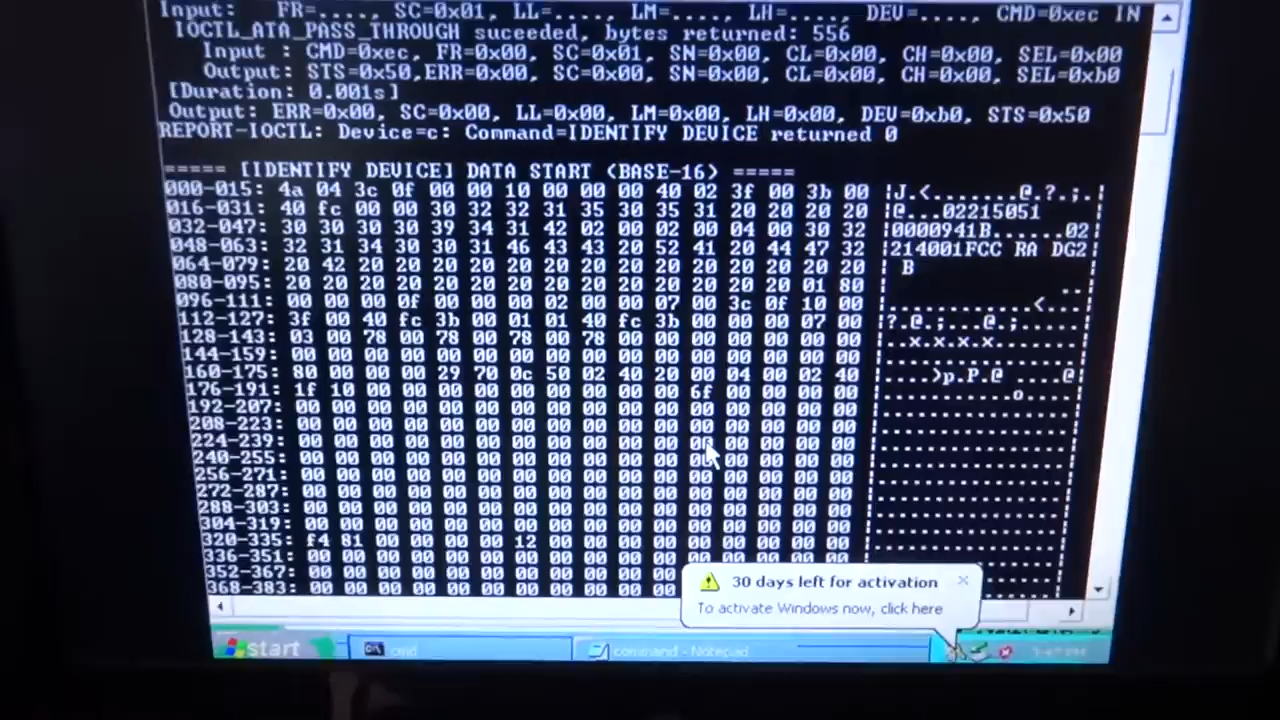 Input: FR=...., SC=0x01, LL=...., LM=...., LH=...., DEV=...., CMD=0xec IN
IOCTL_ATA_PASS_THROUGH suceeded, bytes returned: 556
Input : CMD=0xec, FR=0x00, SC=0x01, SN=0x00, CL=0x00, CH=0x00, SEL=0x00
Output: STS=0x50,ERR=0x00, SC=0x00, SN=0x00, CL=0x00, CH=0x00, SEL=0xb0
[Duration: 0.001s]
Output: ERR=0x00, SC=0x00, LL=0x00, LM=0x00, LH=0x00, DEV=0xb0, STS=0x50
REPORT-IOCTL: Device=c: Command=IDENTIFY DEVICE returned 0
===== [IDENTIFY DEVICE] DATA START (BASE-16) =====
000-015: 4a 04 3c 0f 00 00 10 00 00 00 40 02 3f 00 3b 00 |J.<.......@.?.;.|
016-031: 40 fc 00 00 30 32 32 31 35 30 35 31 20 20 20 20 |@...02215051    |
032-047: 30 30 30 30 39 34 31 42 02 00 02 00 04 00 30 32 |0000941B......02|
048-063: 32 31 34 30 30 31 46 43 43 20 52 41 20 44 47 32 |214001FCC RA DG2|
064-079: 20 42 20 20 20 20 20 20 20 20 20 20 20 20 20 20 | B              |
080-095: 20 20 20 20 20 20 20 20 20 20 20 20 20 20 01 80 |              ..|
096-111: 00 00 00 0f 00 00 00 02 00 00 07 00 3c 0f 10 00 |............<...|
112-127: 3f 00 40 fc 3b 00 01 01 40 fc 3b 00 00 00 07 00 |?.@.;...@.;.....|
128-143: 03 00 78 00 78 00 78 00 78 00 00 00 00 00 00 00 |..x.x.x.x.......|
144-159: 00 00 00 00 00 00 00 00 00 00 00 00 00 00 00 00 |................|
160-175: 80 00 00 00 29 70 0c 50 02 40 20 00 04 00 02 40 |....)p.P.@ ....@|
176-191: 1f 10 00 00 00 00 00 00 00 00 00 6f 00 00 00 00 |...........o....|
192-207: 00 00 00 00 00 00 00 00 00 00 00 00 00 00 00 00 |................|
208-223: 00 00 00 00 00 00 00 00 00 00 00 00 00 00 00 00 |................|
224-239: 00 00 00 00 00 00 00 00 00 00 00 00 00 00 00 00 |................|
240-255: 00 00 00 00 00 00 00 00 00 00 00 00 00 00 00 00 |................|
256-271: 00 00 00 00 00 00 00 00 00 00 00 00 00 00 00 00 |................|
272-287: 00 00 00 00 00 00 00 00 00 00 00 00 00 00 00 00 |................|
288-303: 00 00 00 00 00 00 00 00 00 00 00 00 00 00 00 00 |................|
304-319: 00 00 00 00 00 00 00 00 00 00 00 00 00 00 00 00 |................|
320-335: f4 81 00 00 00 00 12 00 00 00 00 00 00 00 00 00 |................|
336-351: 00 00 00 00 00 00 00 00 00 00
352-367: 00 00 00 00 00 00 00 00 00 00
368-383: 00 00 00 00 00 00 00 00 00 00
30 days left for activation
To activate Windows now, click here
start
cmd
command - Notepad